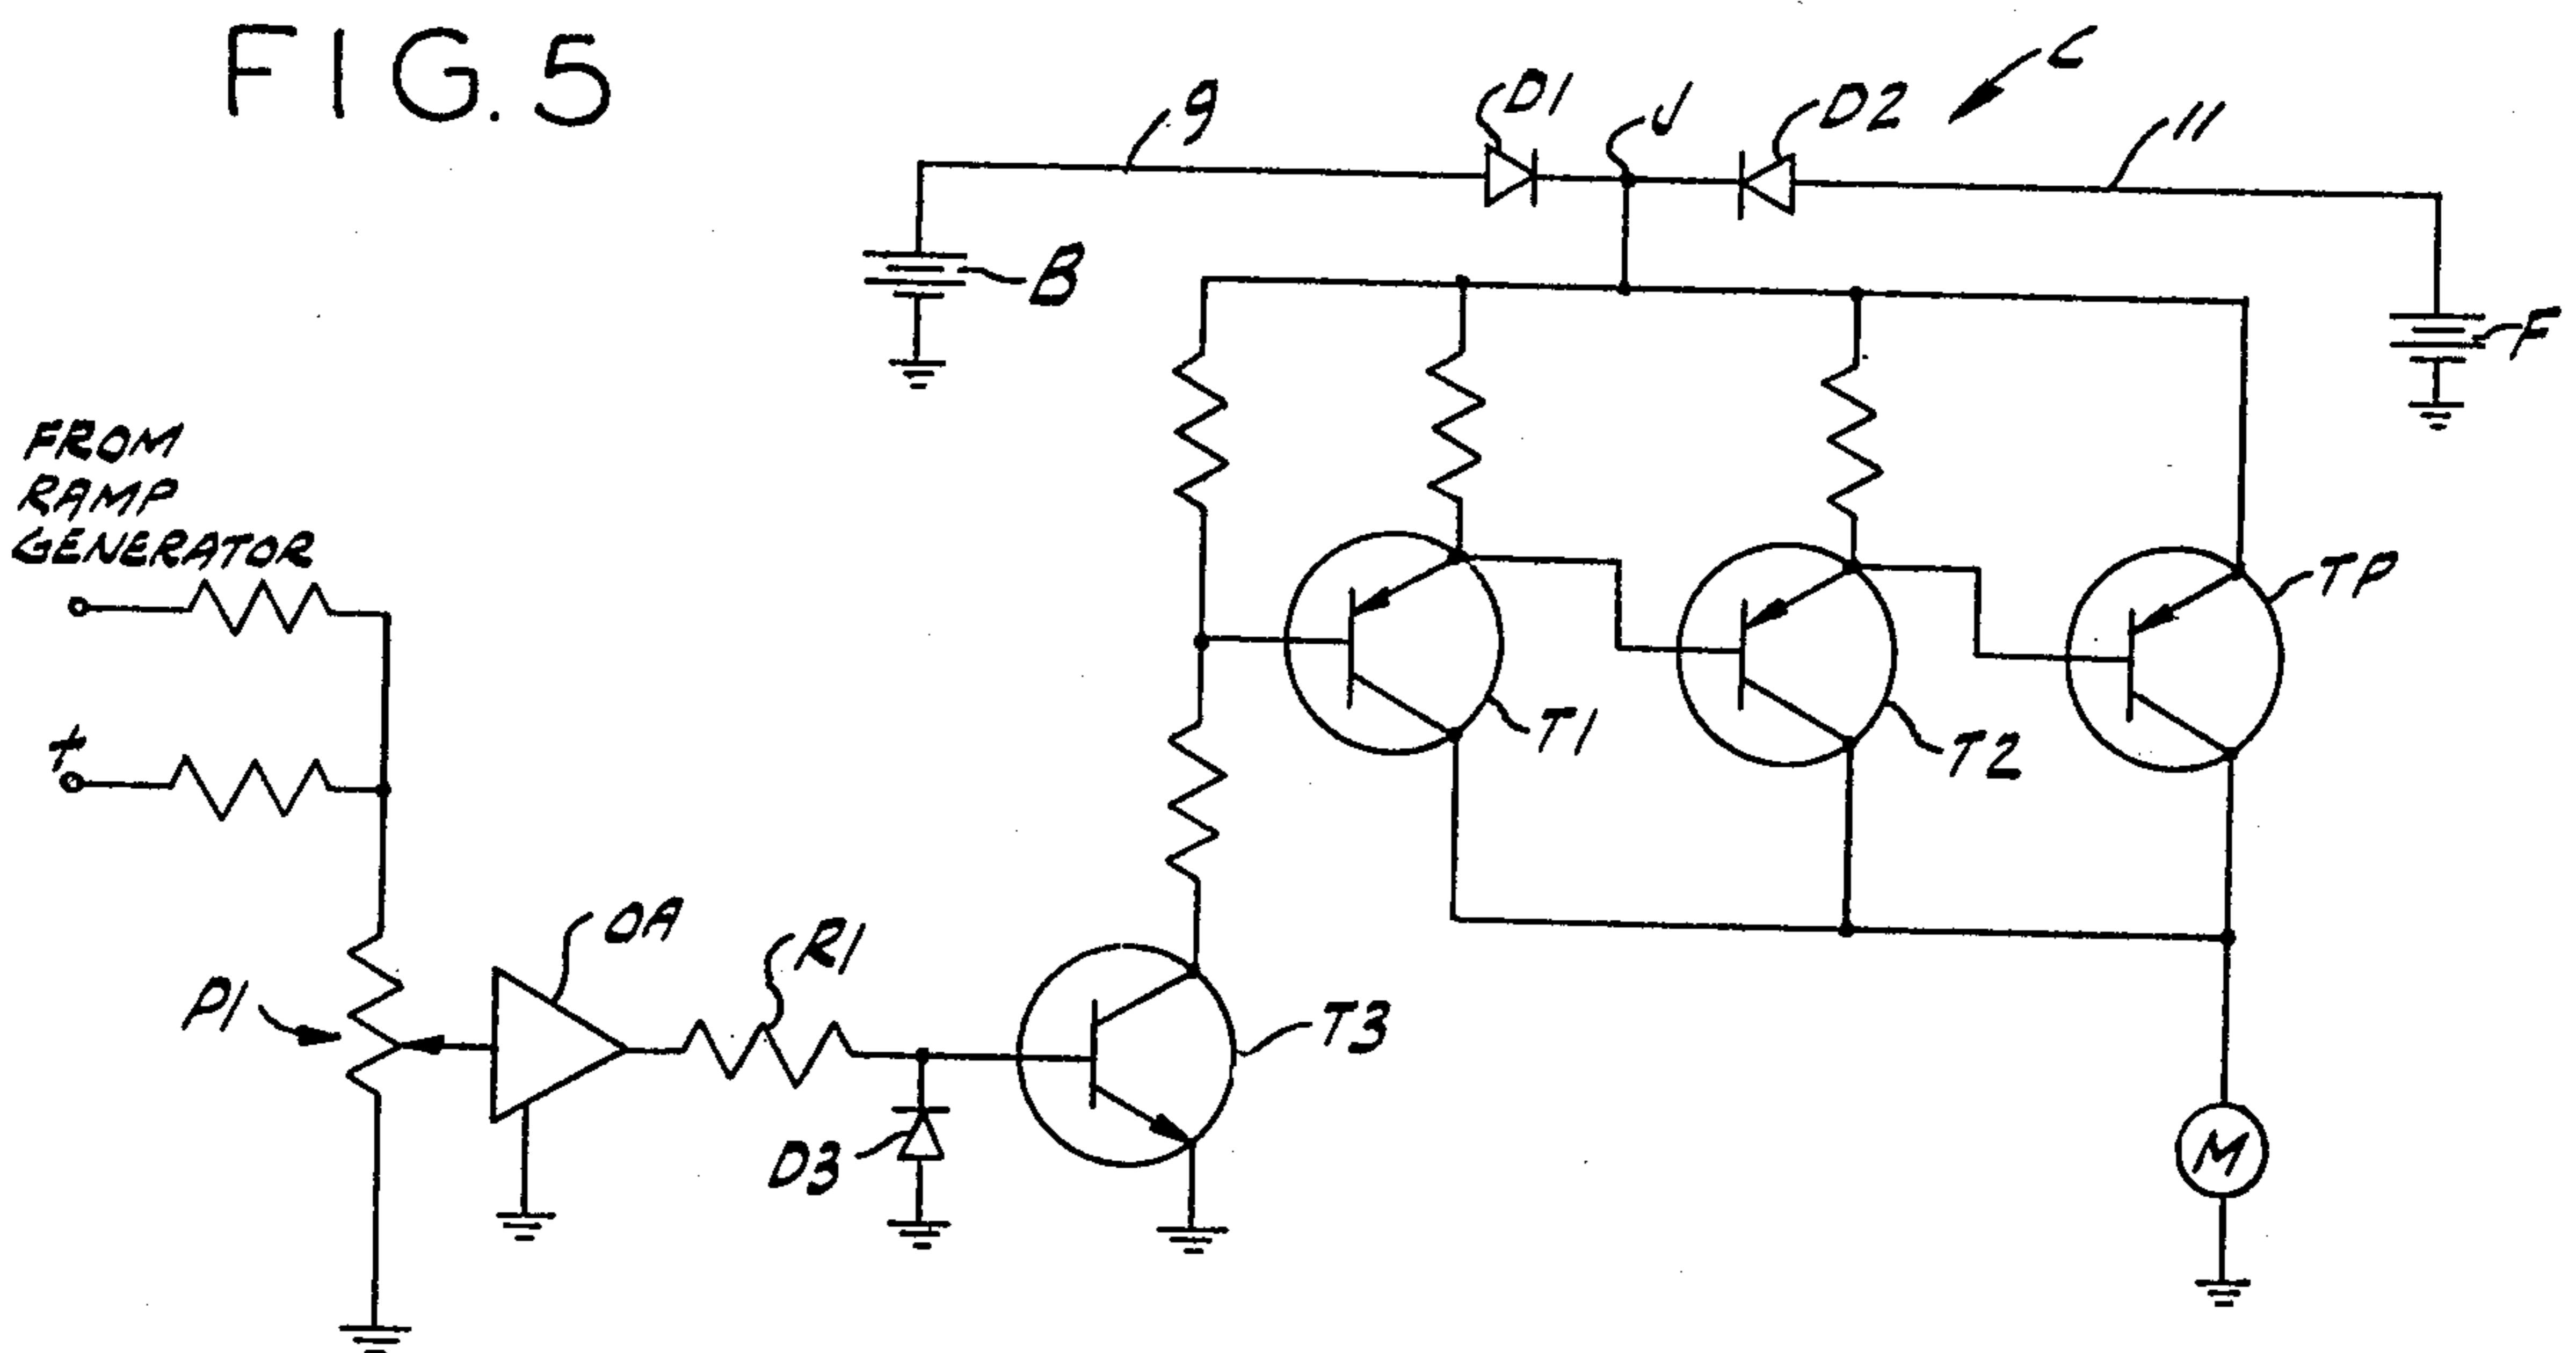 FIG. 5
C
9
D1
J
D2
11
B
F
FROM
RAMP
GENERATOR
+
T1
T2
TP
P1
OA
R1
D3
T3
M